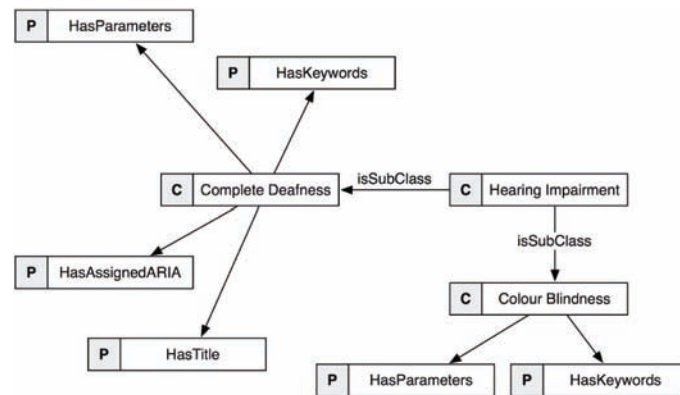 P HasParameters
P HasKeywords
C Complete Deafness
isSubClass
C Hearing Impairment
isSubClass
P HasAssignedARIA
C Colour Blindness
P HasTitle
P HasParameters
P HasKeywords